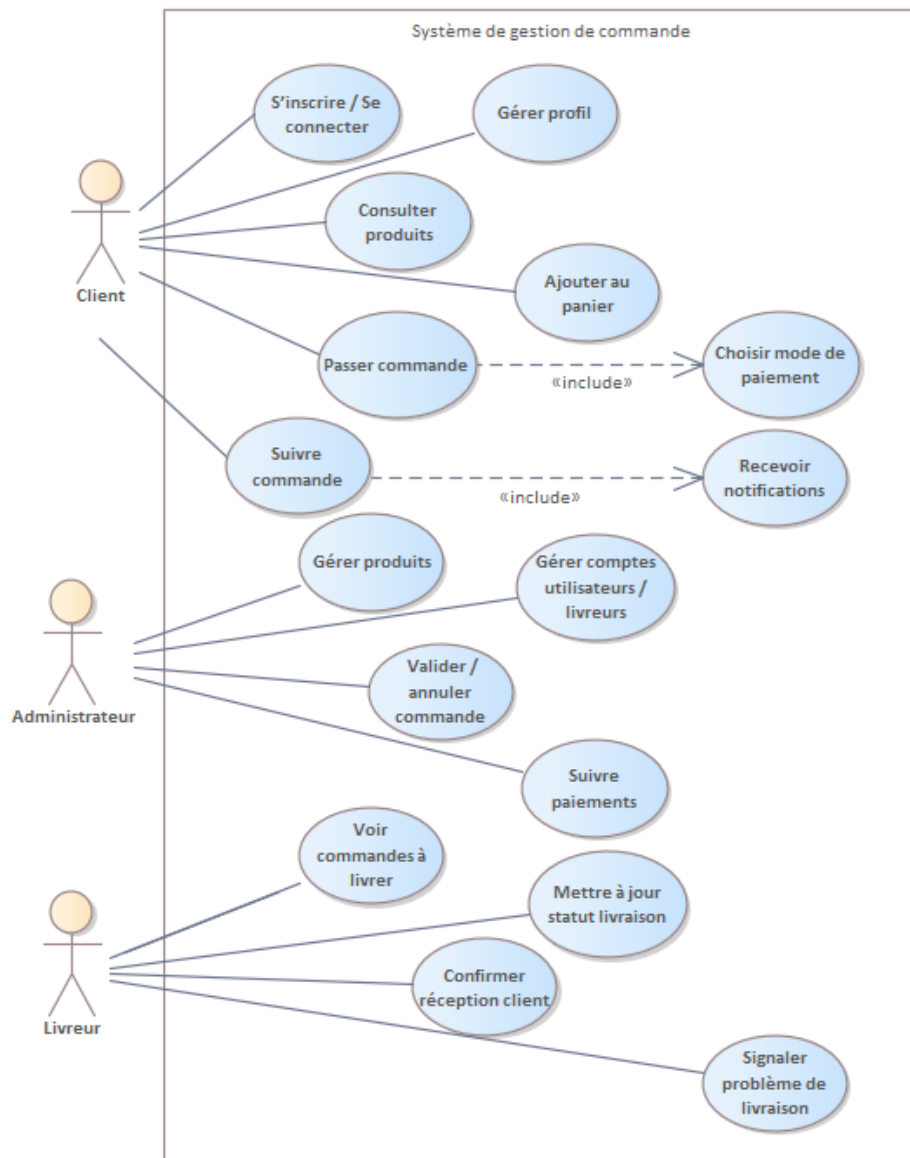 Système de gestion de commande
S'inscrire / Se
connecter
Gérer profil
Consulter
produits
Client
Ajouter au
panier
Passer commande
«include»
Choisir mode de
paiement
Suivre
commande
«include»
Recevoir
notifications
Gérer produits
Gérer comptes
utilisateurs /
livreurs
Administrateur
Valider /
annuler
commande
Suivre
paiements
Voir
commandes à
livrer
Mettre à jour
statut livraison
Livreur
Confirmer
réception client
Signaler
problème de
livraison